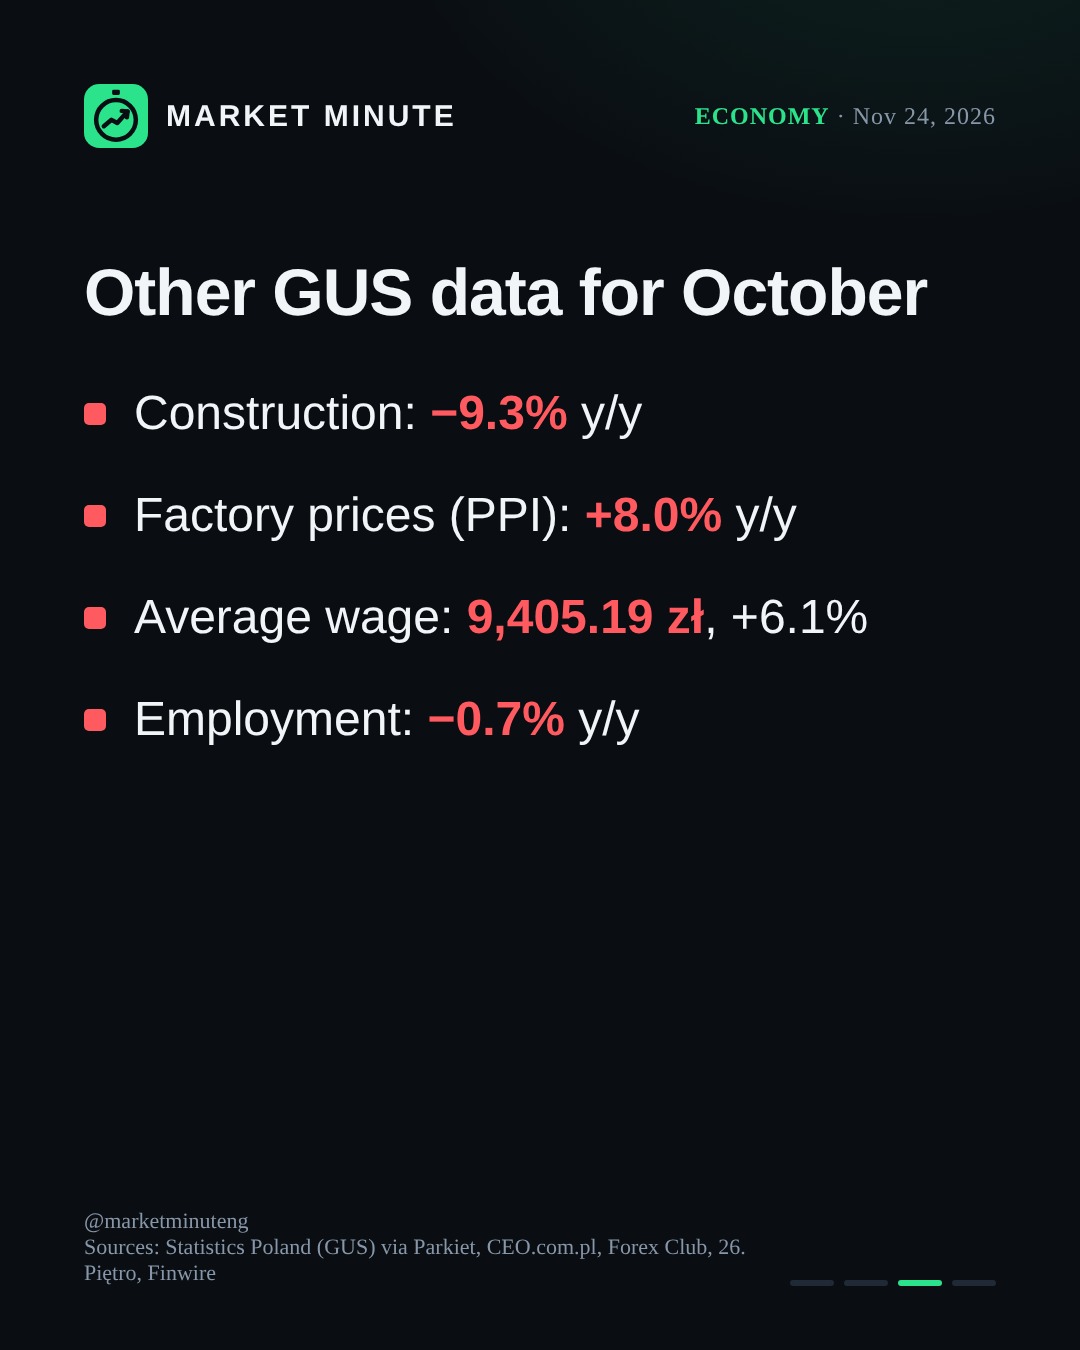 MARKET MINUTE
ECONOMY · Nov 24, 2026
Other GUS data for October
Construction: −9.3% y/y
Factory prices (PPI): +8.0% y/y
Average wage: 9,405.19 zł, +6.1%
Employment: −0.7% y/y
@marketminuteng
Sources: Statistics Poland (GUS) via Parkiet, CEO.com.pl, Forex Club, 26.
Piętro, Finwire